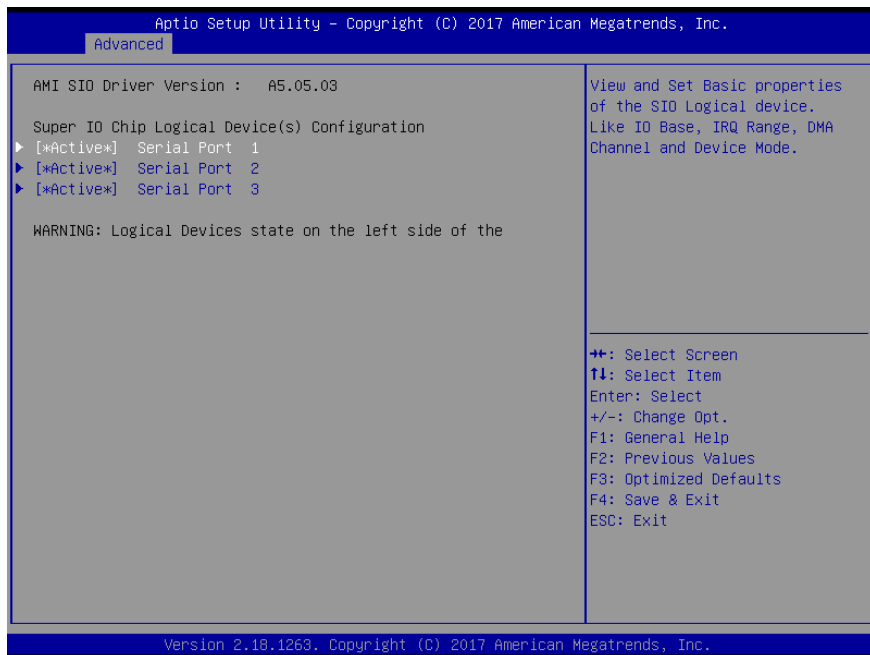 Aptio Setup Utility – Copyright (C) 2017 American Megatrends, Inc.
Advanced
AMI SIO Driver Version :   A5.05.03
Super IO Chip Logical Device(s) Configuration
[*Active*]   Serial Port  1
[*Active*]   Serial Port  2
[*Active*]   Serial Port  3
WARNING: Logical Devices state on the left side of the
View and Set Basic properties
of the SIO Logical device.
Like IO Base, IRQ Range, DMA
Channel and Device Mode.
→←: Select Screen
↑↓: Select Item
Enter: Select
+/-: Change Opt.
F1: General Help
F2: Previous Values
F3: Optimized Defaults
F4: Save & Exit
ESC: Exit
Version 2.18.1263. Copyright (C) 2017 American Megatrends, Inc.